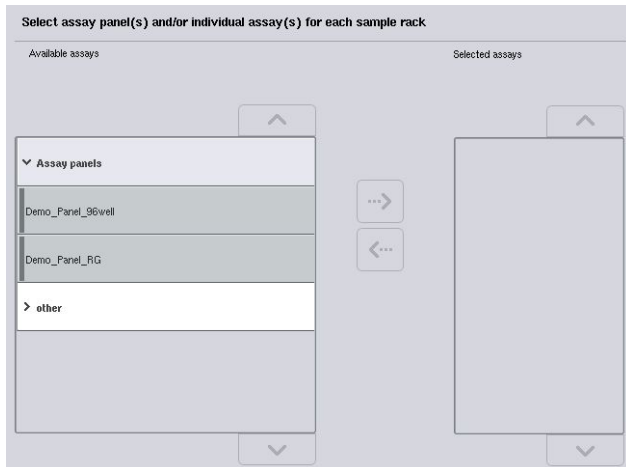 Select assay panel(s) and/or individual assay(s) for each sample rack
Available assays
Selected assays
Assay panels
Demo_Panel_96well
Demo_Panel_RG
other